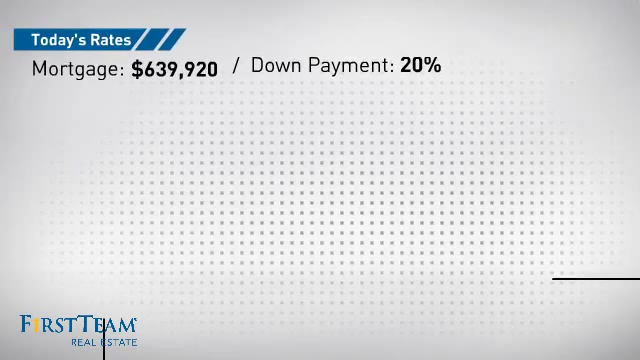 Today's Rates
Mortgage: $639,920 / Down Payment: 20%
FIRSTTEAM®
REAL ESTATE